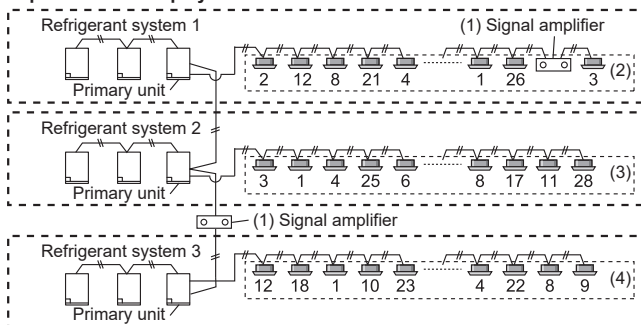 Refrigerant system 1
(1) Signal amplifier
2 12 8 21 4 1 26 3 (2)
Primary unit
Refrigerant system 2
3 1 4 25 6 8 17 11 28 (3)
Primary unit
(1) Signal amplifier
Refrigerant system 3
12 18 1 10 23 4 22 8 9 (4)
Primary unit